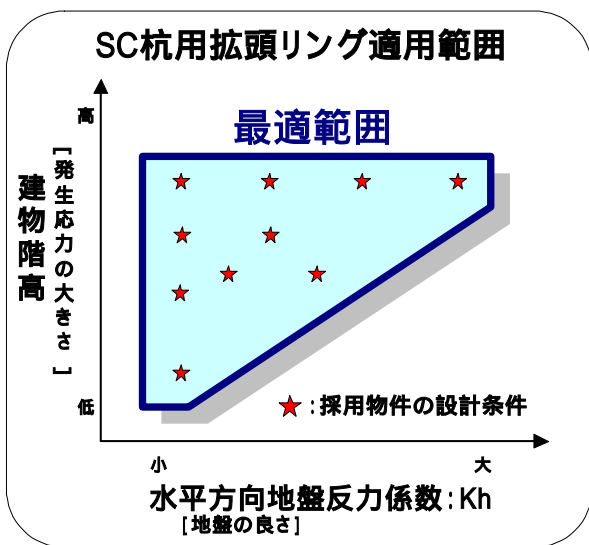 SC杭用拡頭リング適用範囲
高
最適範囲
建物階高
[発生応力の大きさ]
低
★:採用物件の設計条件
小
大
水平方向地盤反力係数:Kh
[地盤の良さ]